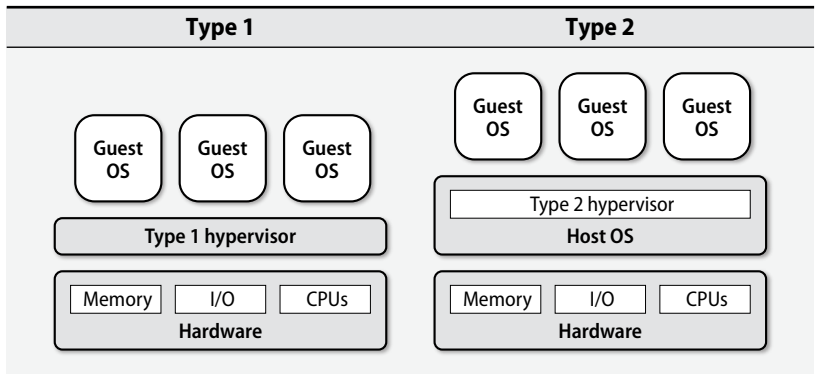 Type 1
Type 2
Guest
OS
Guest
OS
Guest
OS
Type 1 hypervisor
Memory
I/O
CPUs
Hardware
Guest
OS
Guest
OS
Guest
OS
Type 2 hypervisor
Host OS
Memory
I/O
CPUs
Hardware